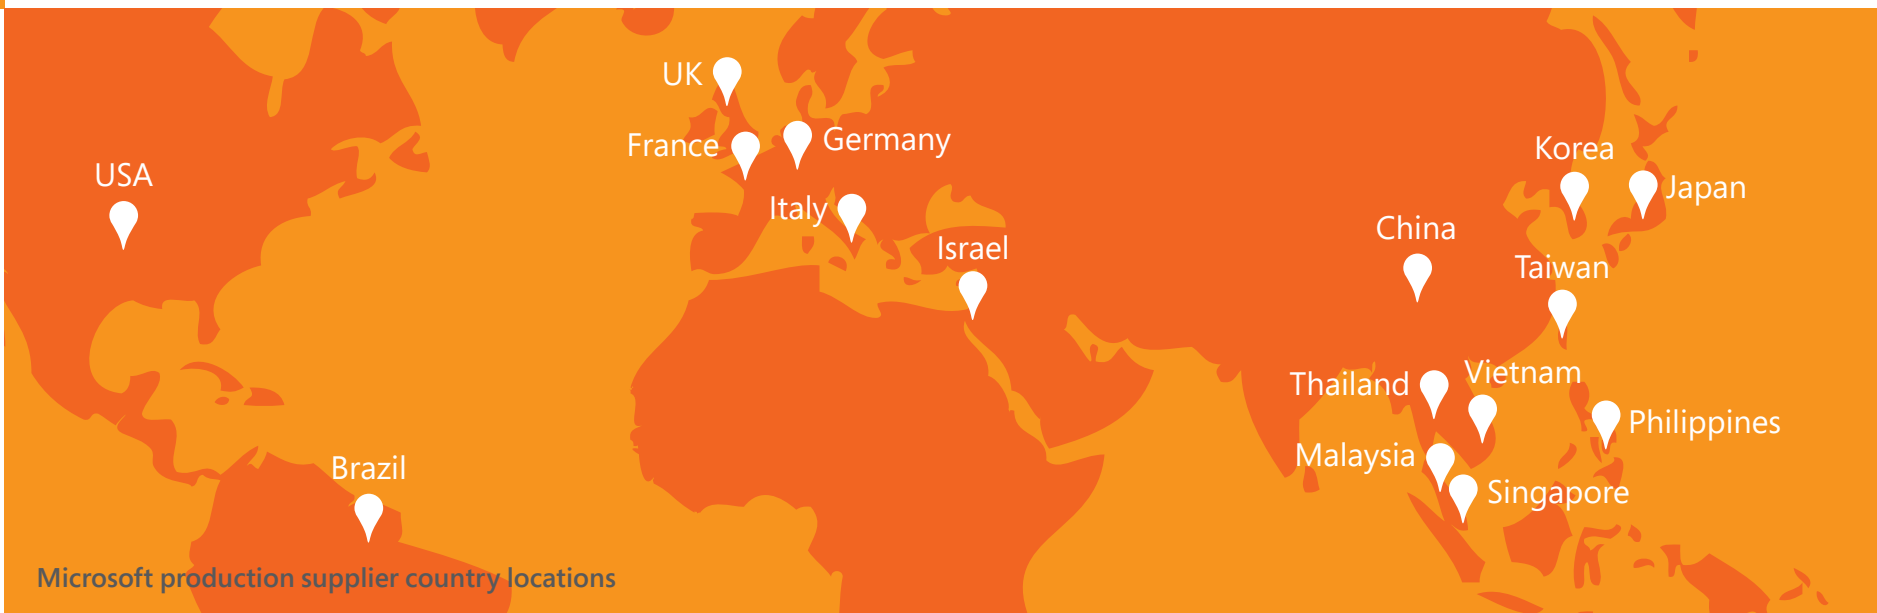 UK
France
Germany
USA
Italy
Israel
Korea
Japan
China
Taiwan
Thailand
Vietnam
Philippines
Malaysia
Singapore
Brazil
Microsoft production supplier country locations